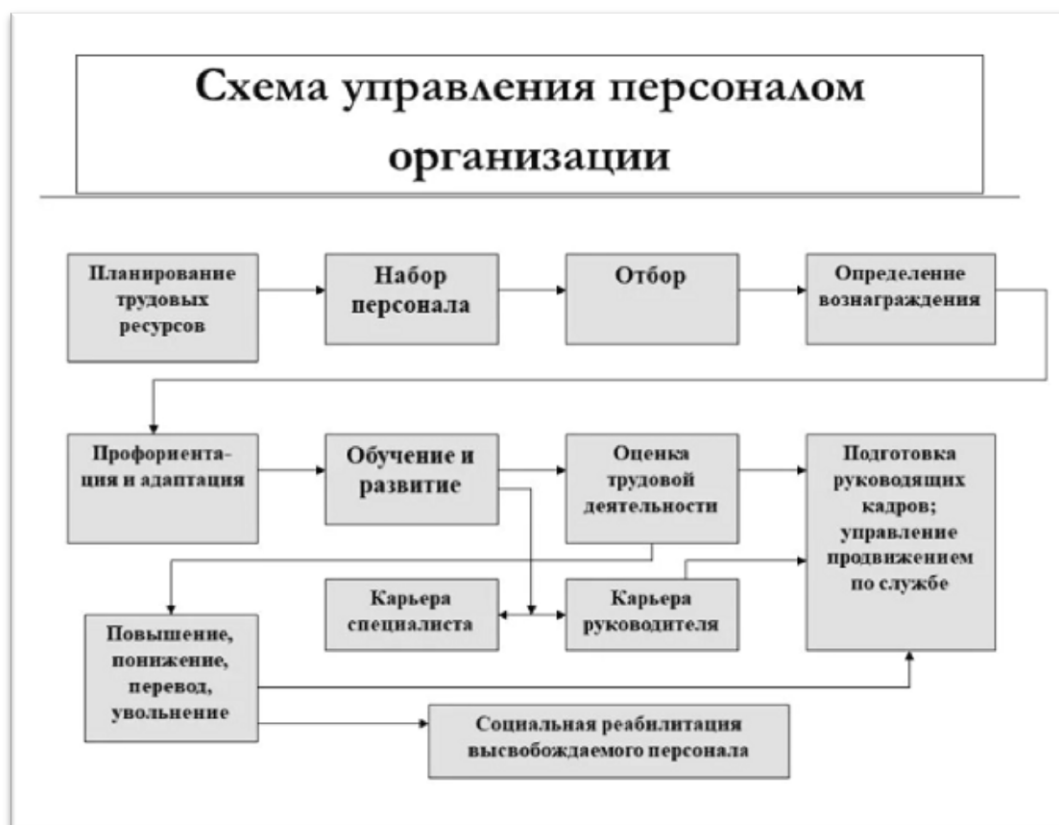 Схема управления персоналом
организации
Планирование
трудовых
ресурсов
Набор
персонала
Отбор
Определение
вознаграждения
Профориента-
ция и адаптация
Обучение и
развитие
Оценка
трудовой
деятельности
Подготовка
руководящих
кадров;
управление
продвижением
по службе
Карьера
специалиста
Карьера
руководителя
Повышение,
понижение,
перевод,
увольнение
Социальная реабилитация
высвобождаемого персонала